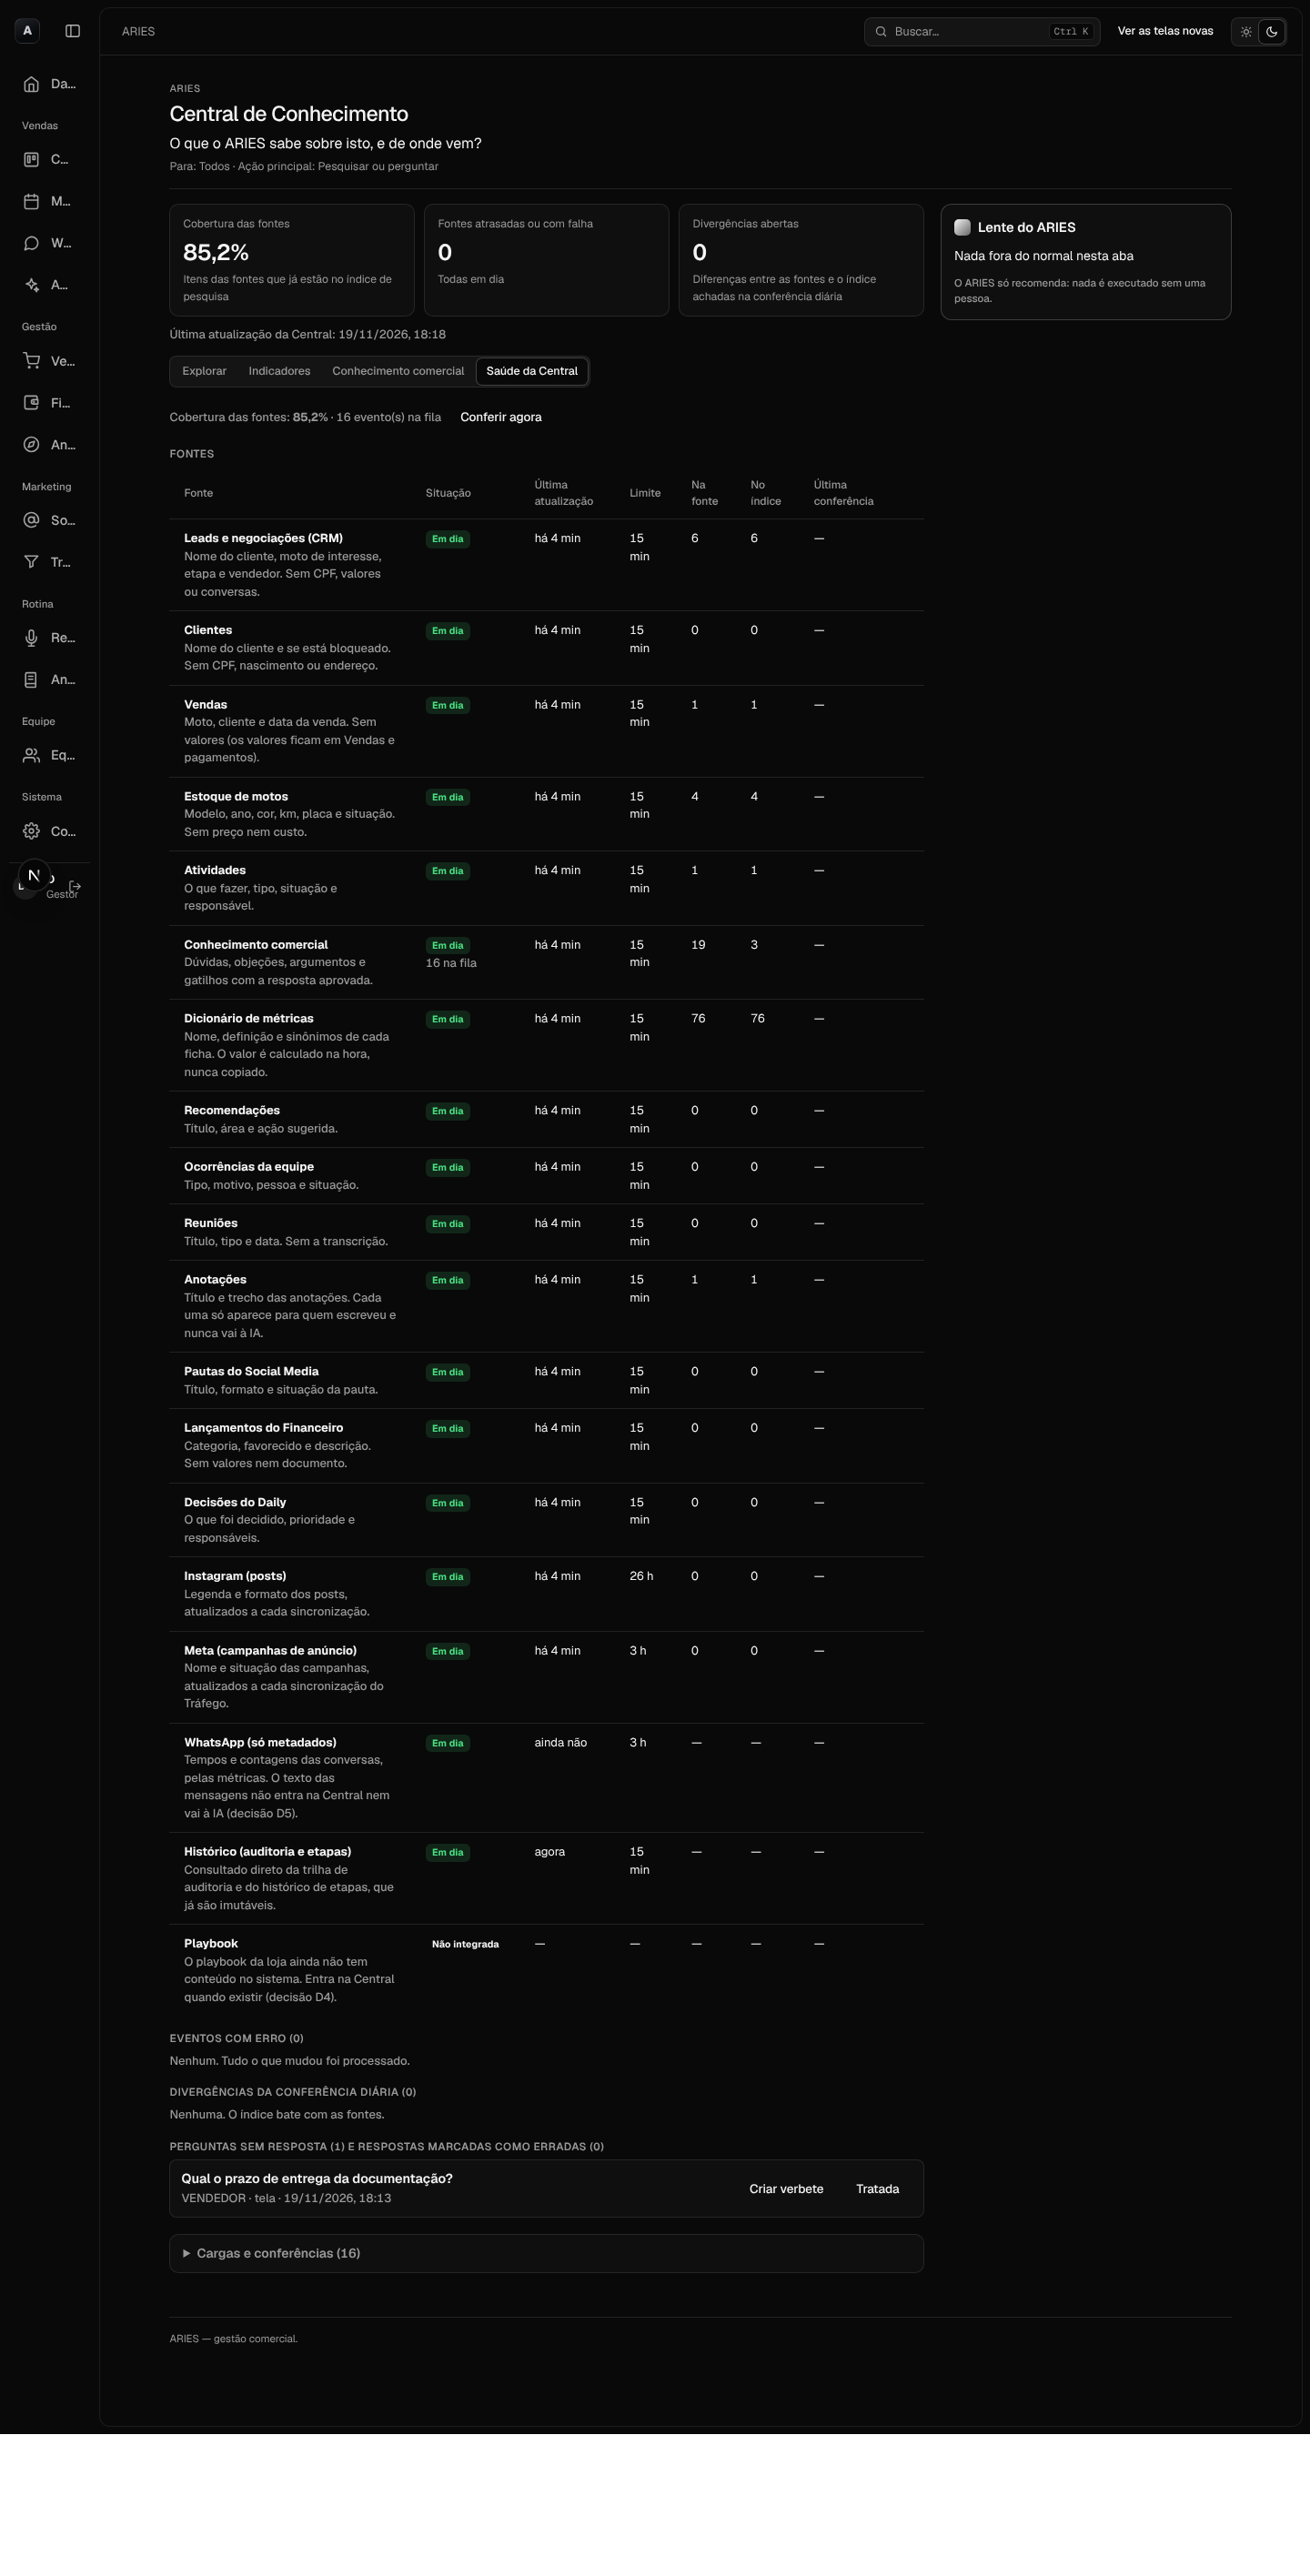 A
ARIES
Buscar...
Ctrl K
Ver as telas novas
Da...
Vendas
C...
M...
W...
A...
Gestão
Ve...
Fi...
An...
Marketing
So...
Tr...
Rotina
Re...
An...
Equipe
Eq...
Sistema
Co...
N
Gestor
ARIES
Central de Conhecimento
O que o ARIES sabe sobre isto, e de onde vem?
Para: Todos · Ação principal: Pesquisar ou perguntar
Cobertura das fontes
85,2%
Itens das fontes que já estão no índice de
pesquisa
Fontes atrasadas ou com falha
0
Todas em dia
Divergências abertas
0
Diferenças entre as fontes e o índice
achadas na conferência diária
Lente do ARIES
Nada fora do normal nesta aba
O ARIES só recomenda: nada é executado sem uma
pessoa.
Última atualização da Central: 19/11/2026, 18:18
Explorar Indicadores Conhecimento comercial Saúde da Central
Cobertura das fontes: 85,2% · 16 evento(s) na fila Conferir agora
FONTES
Fonte Situação Última atualização Limite Na fonte No índice Última conferência
Leads e negociações (CRM) Em dia há 4 min 15 min 6 6 —
Nome do cliente, moto de interesse,
etapa e vendedor. Sem CPF, valores
ou conversas.
Clientes Em dia há 4 min 15 min 0 0 —
Nome do cliente e se está bloqueado.
Sem CPF, nascimento ou endereço.
Vendas Em dia há 4 min 15 min 1 1 —
Moto, cliente e data da venda. Sem
valores (os valores ficam em Vendas e
pagamentos).
Estoque de motos Em dia há 4 min 15 min 4 4 —
Modelo, ano, cor, km, placa e situação.
Sem preço nem custo.
Atividades Em dia há 4 min 15 min 1 1 —
O que fazer, tipo, situação e
responsável.
Conhecimento comercial Em dia há 4 min 15 min 19 3 —
16 na fila
Dúvidas, objeções, argumentos e
gatilhos com a resposta aprovada.
Dicionário de métricas Em dia há 4 min 15 min 76 76 —
Nome, definição e sinônimos de cada
ficha. O valor é calculado na hora,
nunca copiado.
Recomendações Em dia há 4 min 15 min 0 0 —
Título, área e ação sugerida.
Ocorrências da equipe Em dia há 4 min 15 min 0 0 —
Tipo, motivo, pessoa e situação.
Reuniões Em dia há 4 min 15 min 0 0 —
Título, tipo e data. Sem a transcrição.
Anotações Em dia há 4 min 15 min 1 1 —
Título e trecho das anotações. Cada
uma só aparece para quem escreveu e
nunca vai à IA.
Pautas do Social Media Em dia há 4 min 15 min 0 0 —
Título, formato e situação da pauta.
Lançamentos do Financeiro Em dia há 4 min 15 min 0 0 —
Categoria, favorecido e descrição.
Sem valores nem documento.
Decisões do Daily Em dia há 4 min 15 min 0 0 —
O que foi decidido, prioridade e
responsáveis.
Instagram (posts) Em dia há 4 min 26 h 0 0 —
Legenda e formato dos posts,
atualizados a cada sincronização.
Meta (campanhas de anúncio) Em dia há 4 min 3 h 0 0 —
Nome e situação das campanhas,
atualizados a cada sincronização do
Tráfego.
WhatsApp (só metadados) Em dia ainda não 3 h — — —
Tempos e contagens das conversas,
pelas métricas. O texto das
mensagens não entra na Central nem
vai à IA (decisão D5).
Histórico (auditoria e etapas) Em dia agora 15 min — — —
Consultado direto da trilha de
auditoria e do histórico de etapas, que
já são imutáveis.
Playbook Não integrada — — — — —
O playbook da loja ainda não tem
conteúdo no sistema. Entra na Central
quando existir (decisão D4).
EVENTOS COM ERRO (0)
Nenhum. Tudo o que mudou foi processado.
DIVERGÊNCIAS DA CONFERÊNCIA DIÁRIA (0)
Nenhuma. O índice bate com as fontes.
PERGUNTAS SEM RESPOSTA (1) E RESPOSTAS MARCADAS COMO ERRADAS (0)
Qual o prazo de entrega da documentação?
VENDEDOR · tela · 19/11/2026, 18:13
Criar verbete Tratada
Cargas e conferências (16)
ARIES — gestão comercial.